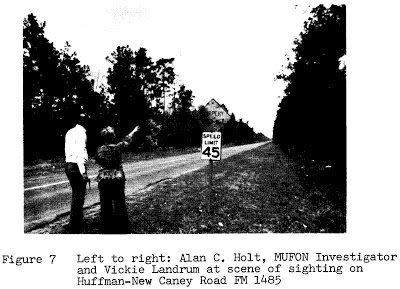 SPEED
LIMIT
45
Figure 7 Left to right: Alan C. Holt, MUFON Investigator
and Vickie Landrum at scene of sighting on
Huffman-New Caney Road FM 1485